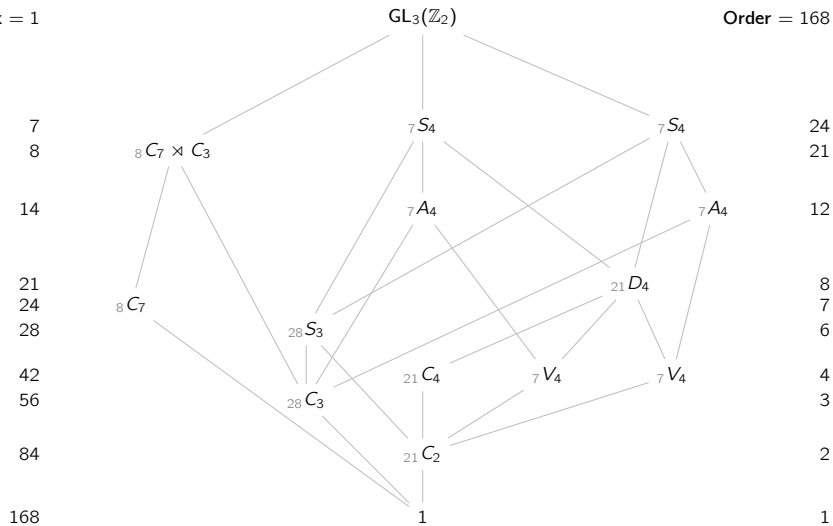 x = 1 GL₃(ℤ₂) Order = 168
7 ₇S₄ ₇S₄ 24
8 ₈C₇ ⋊ C₃ 21
14 ₇A₄ ₇A₄ 12
21 ₂₁D₄ 8
24 ₈C₇ 7
28 ₂₈S₃ 6
42 ₂₁C₄ ₇V₄ ₇V₄ 4
56 ₂₈C₃ 3
84 ₂₁C₂ 2
168 1 1